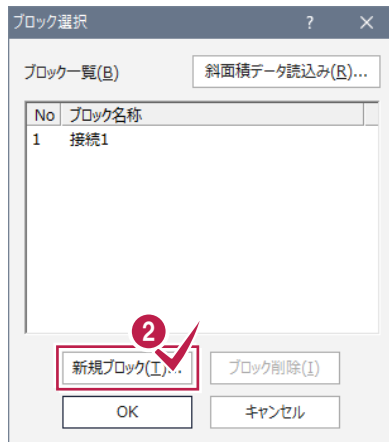 ブロック選択 ? ×
ブロック一覧(B) 斜面積データ読込み(R)...
No ブロック名称
1 接続1
2
新規ブロック(T)... ブロック削除(I)
OK キャンセル